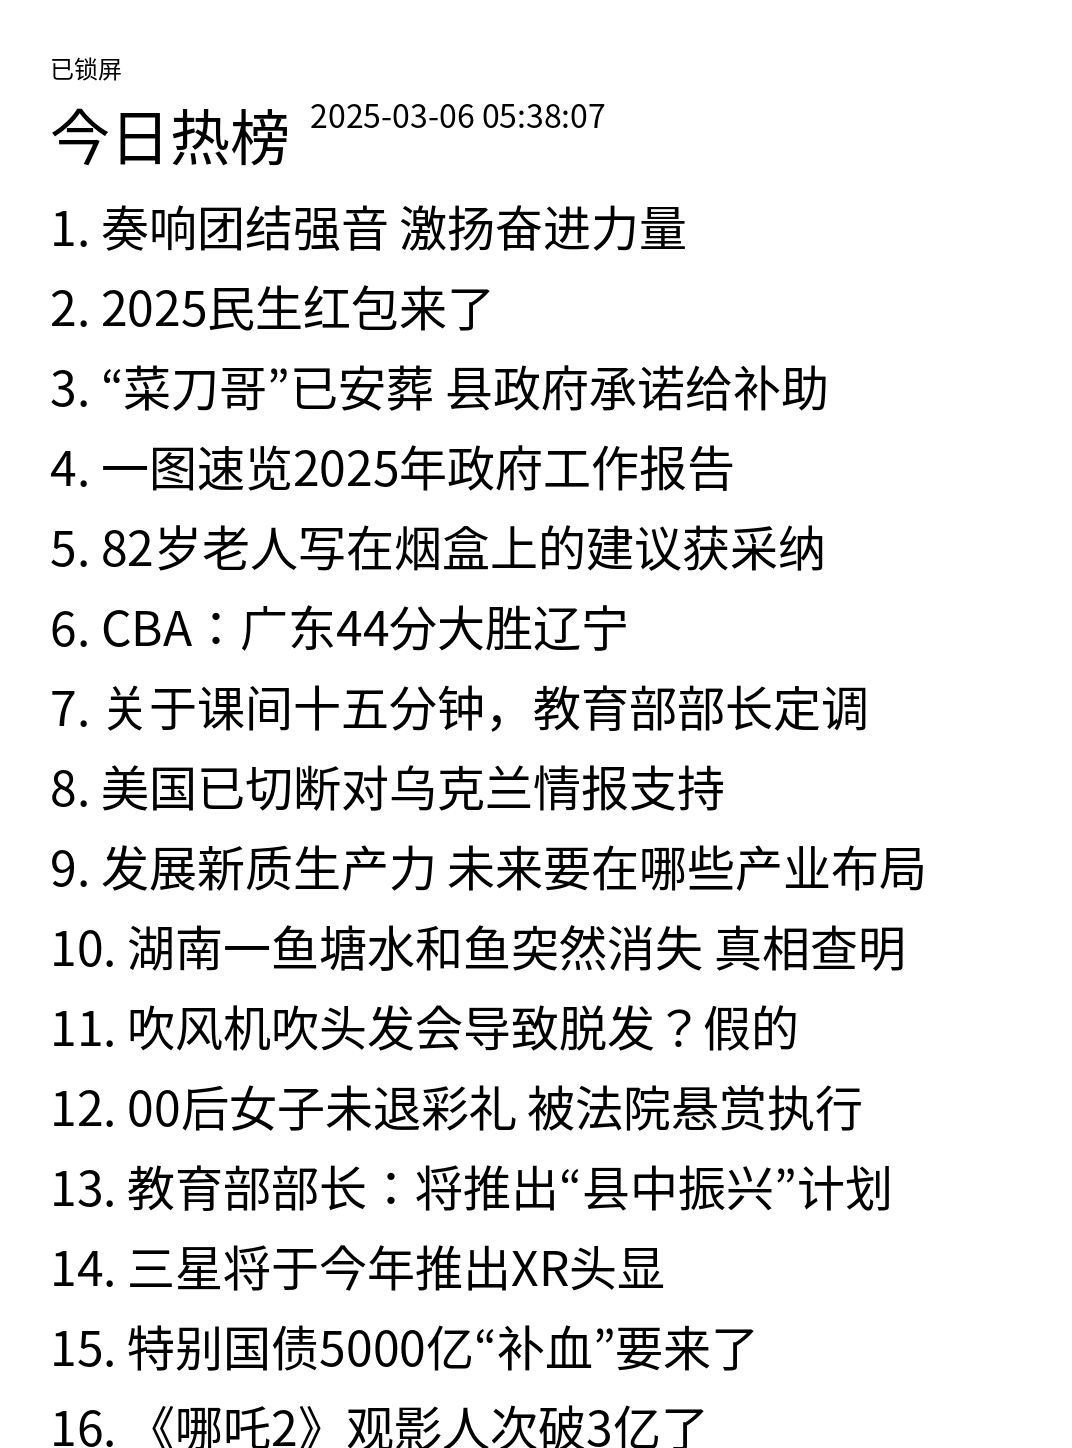 已锁屏
今日热榜 2025-03-06 05:38:07
1. 奏响团结强音 激扬奋进力量
2. 2025民生红包来了
3. “菜刀哥”已安葬 县政府承诺给补助
4. 一图速览2025年政府工作报告
5. 82岁老人写在烟盒上的建议获采纳
6. CBA：广东44分大胜辽宁
7. 关于课间十五分钟，教育部部长定调
8. 美国已切断对乌克兰情报支持
9. 发展新质生产力 未来要在哪些产业布局
10. 湖南一鱼塘水和鱼突然消失 真相查明
11. 吹风机吹头发会导致脱发？假的
12. 00后女子未退彩礼 被法院悬赏执行
13. 教育部部长：将推出“县中振兴”计划
14. 三星将于今年推出XR头显
15. 特别国债5000亿“补血”要来了
16. 《哪吒2》观影人次破3亿了